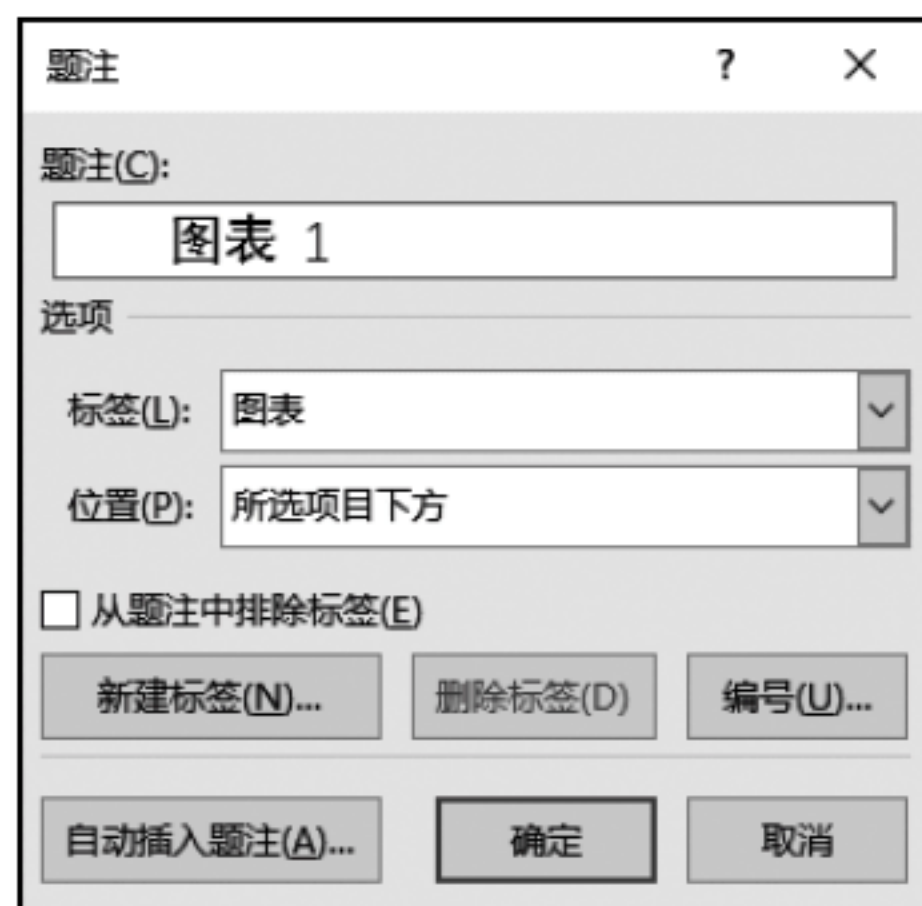 题注 ? ×
题注(C):
图表 1
选项
标签(L): 图表
位置(P): 所选项目下方
从题注中排除标签(E)
新建标签(N)... 删除标签(D) 编号(U)...
自动插入题注(A)... 确定 取消